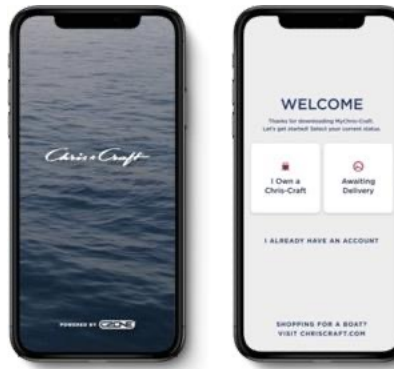 Chris★Craft
POWERED BY OZONE
WELCOME
Thanks for downloading MyChris-Craft.
Let's get started! Select your current status.
I Own a
Chris-Craft
Awaiting
Delivery
I ALREADY HAVE AN ACCOUNT
SHOPPING FOR A BOAT?
VISIT CHRISCRAFT.COM